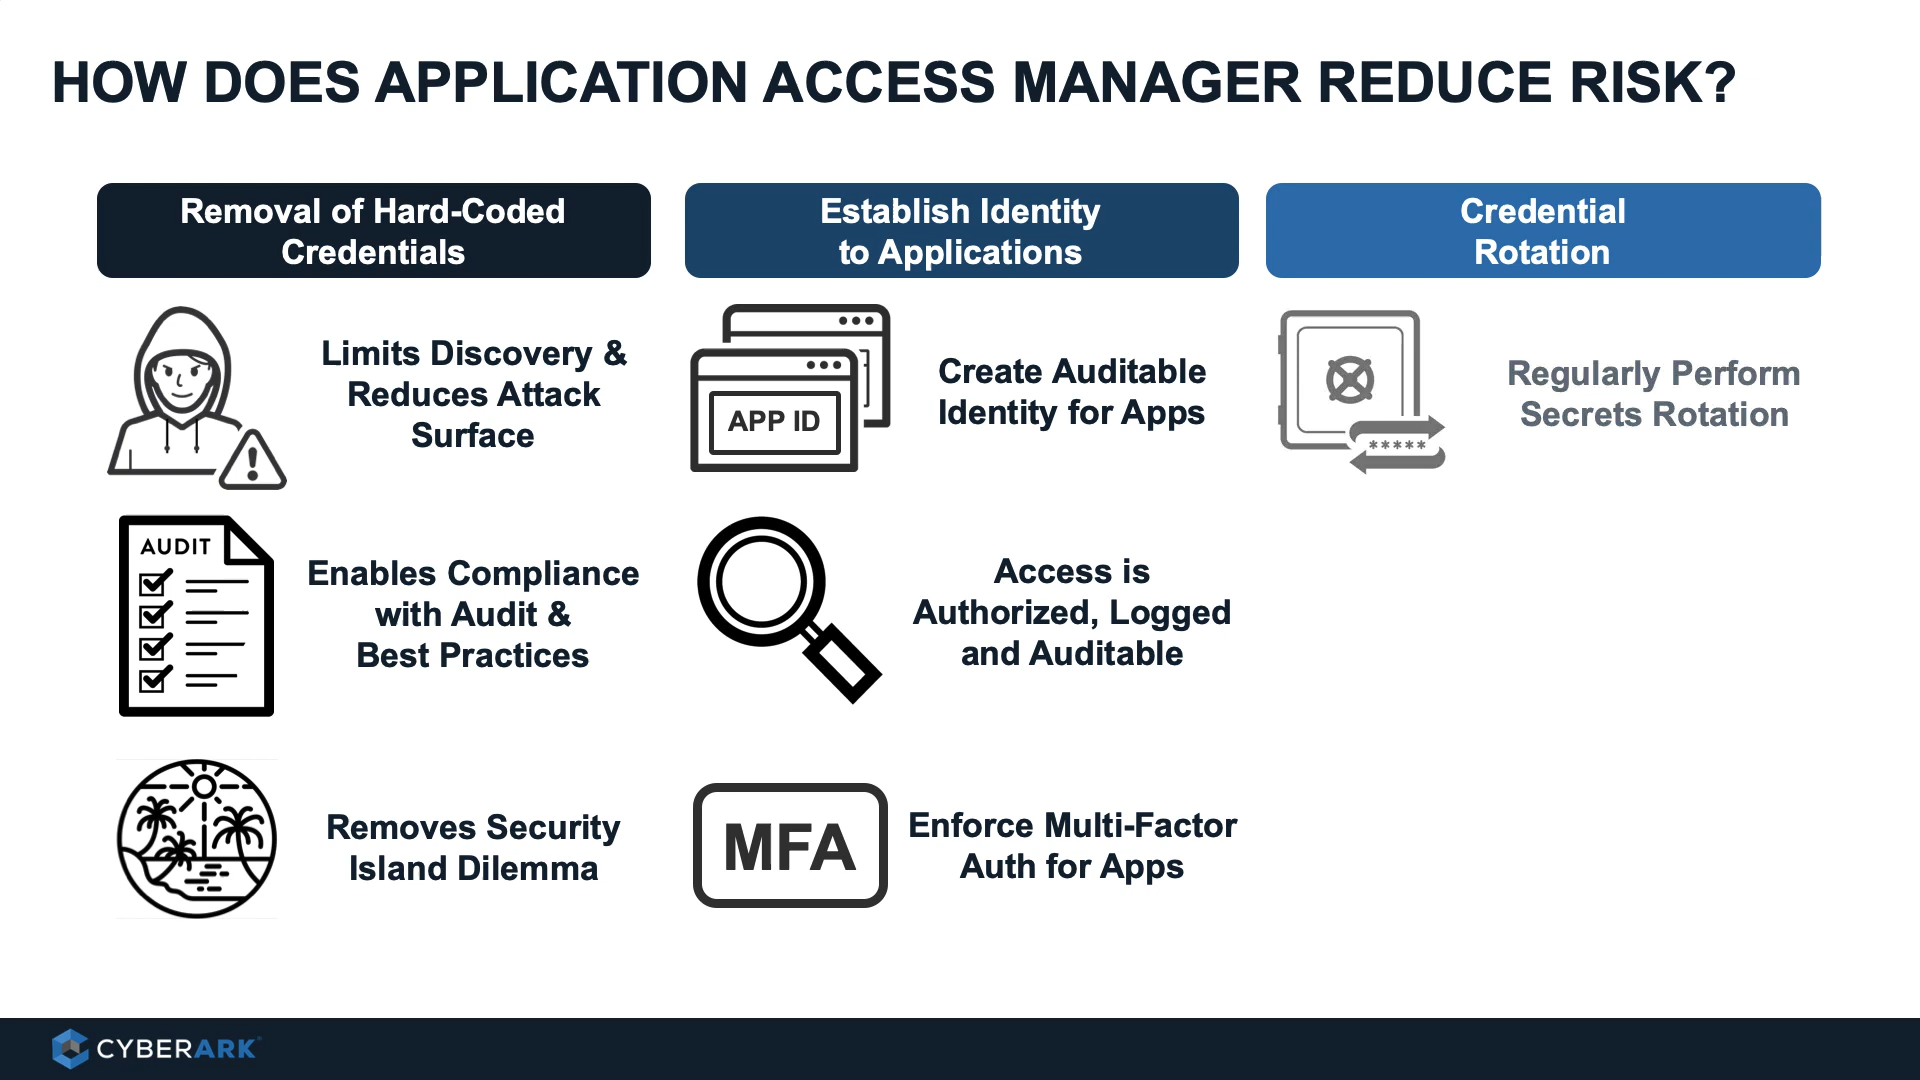 HOW DOES APPLICATION ACCESS MANAGER REDUCE RISK?
Removal of Hard-Coded
Credentials
Limits Discovery &
Reduces Attack
Surface
AUDIT
Enables Compliance
with Audit &
Best Practices
Removes Security
Island Dilemma
Establish Identity
to Applications
APP ID
Create Auditable
Identity for Apps
Access is
Authorized, Logged
and Auditable
MFA
Enforce Multi-Factor
Auth for Apps
Credential
Rotation
*****
Regularly Perform
Secrets Rotation
CYBERARK